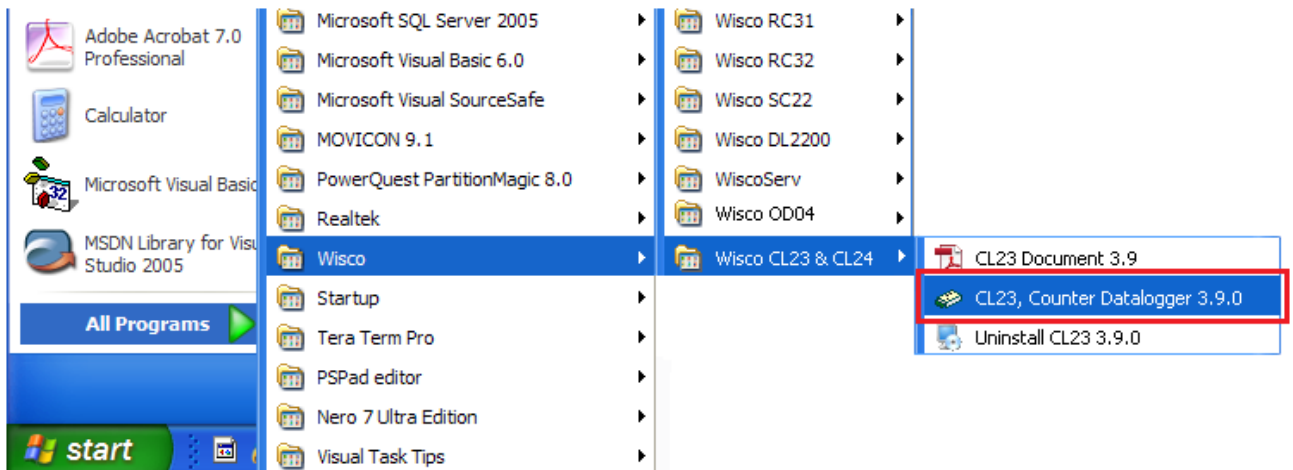 Adobe Acrobat 7.0
Professional
Calculator
Microsoft Visual Basic
MSDN Library for Visu
Studio 2005
All Programs
start
Microsoft SQL Server 2005
Microsoft Visual Basic 6.0
Microsoft Visual SourceSafe
MOVICON 9.1
PowerQuest PartitionMagic 8.0
Realtek
Wisco
Startup
Tera Term Pro
PSPad editor
Nero 7 Ultra Edition
Visual Task Tips
Wisco RC31
Wisco RC32
Wisco SC22
Wisco DL2200
WiscoServ
Wisco OD04
Wisco CL23 & CL24
CL23 Document 3.9
CL23, Counter Datalogger 3.9.0
Uninstall CL23 3.9.0